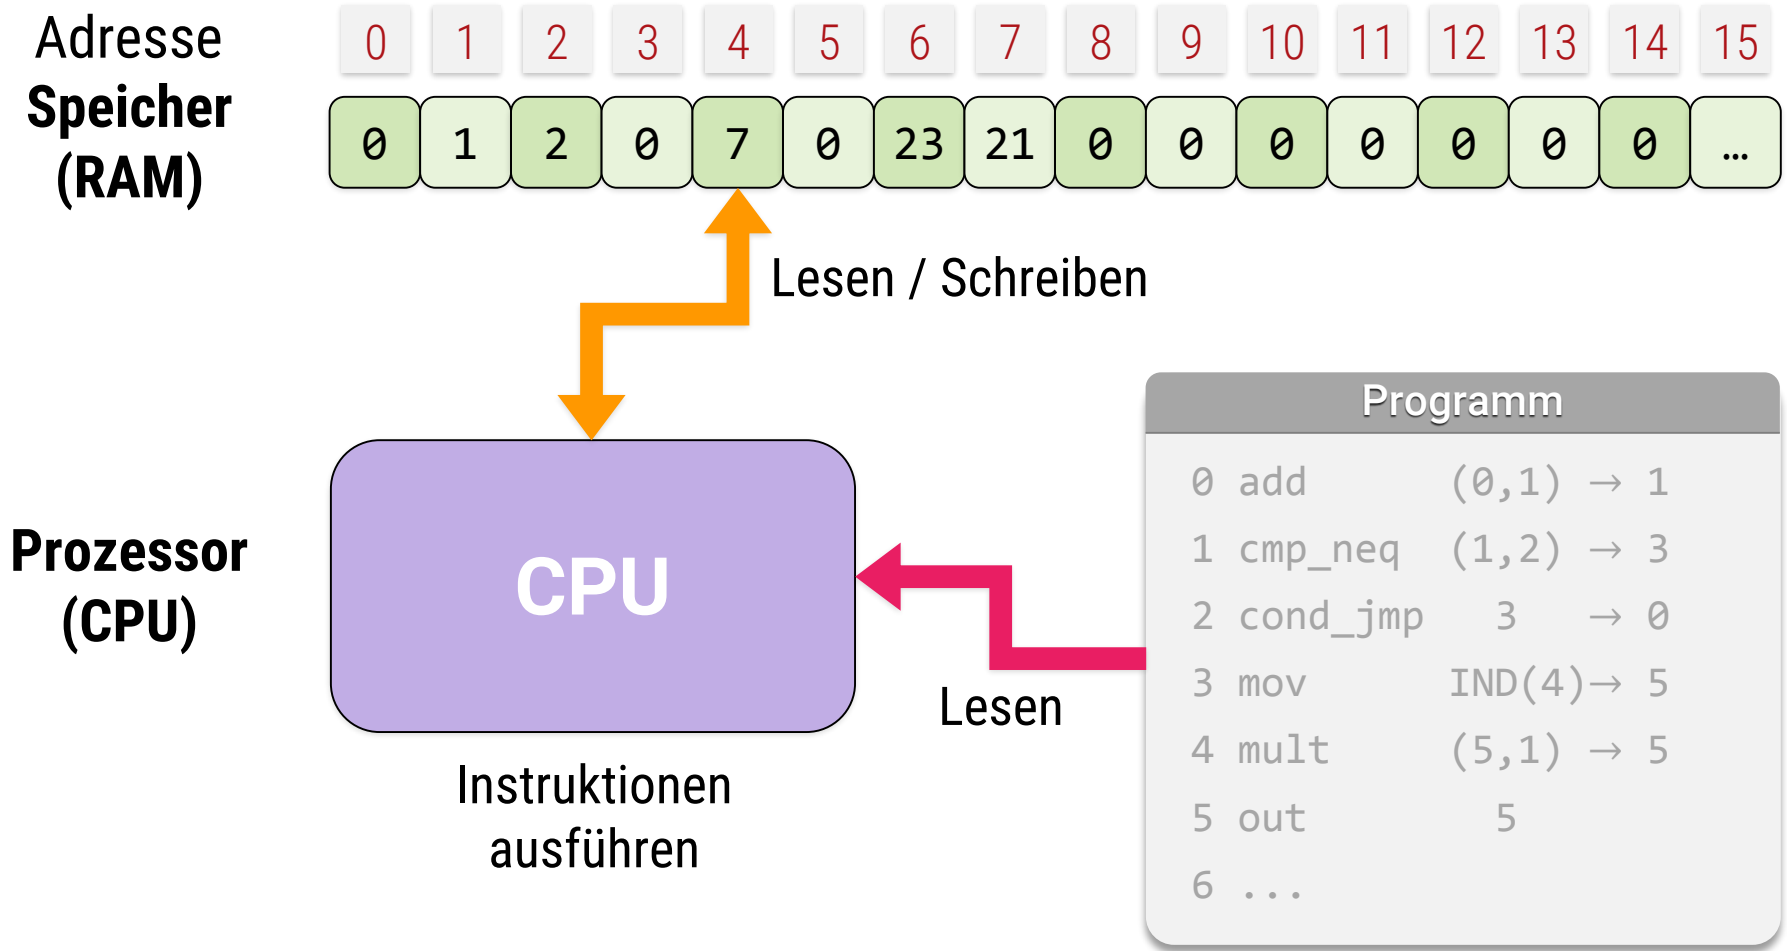 Adresse 0 1 2 3 4 5 6 7 8 9 10 11 12 13 14 15
Speicher
(RAM)
0 1 2 0 7 0 23 21 0 0 0 0 0 0 0 ...
Lesen / Schreiben
Prozessor
(CPU)
CPU
Instruktionen
ausführen
Lesen
Programm
0 add (0,1) → 1
1 cmp_neq (1,2) → 3
2 cond_jmp 3 → 0
3 mov IND(4)→ 5
4 mult (5,1) → 5
5 out 5
6 ...